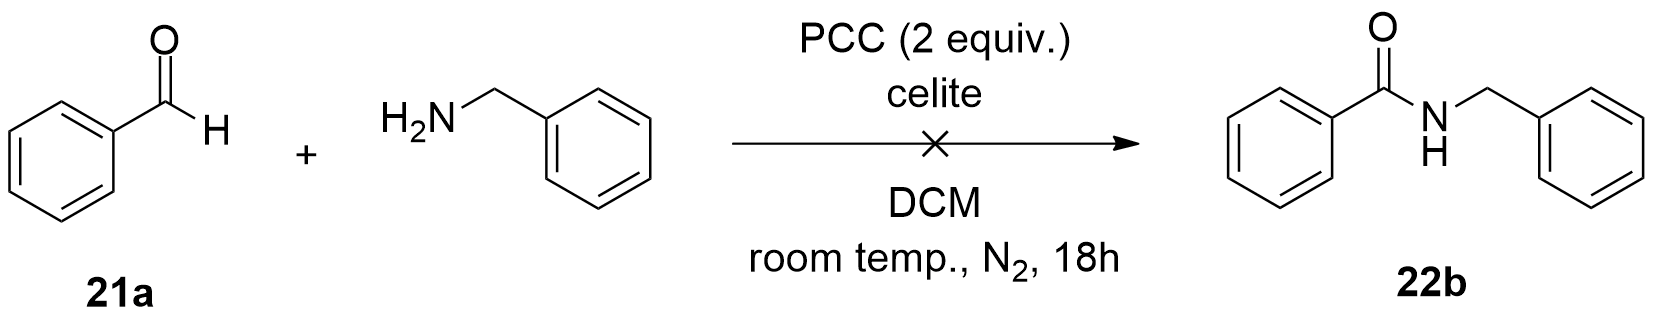 O
H
21a
+
H₂N
PCC (2 equiv.)
celite
DCM
room temp., N₂, 18h
O
N
H
22b